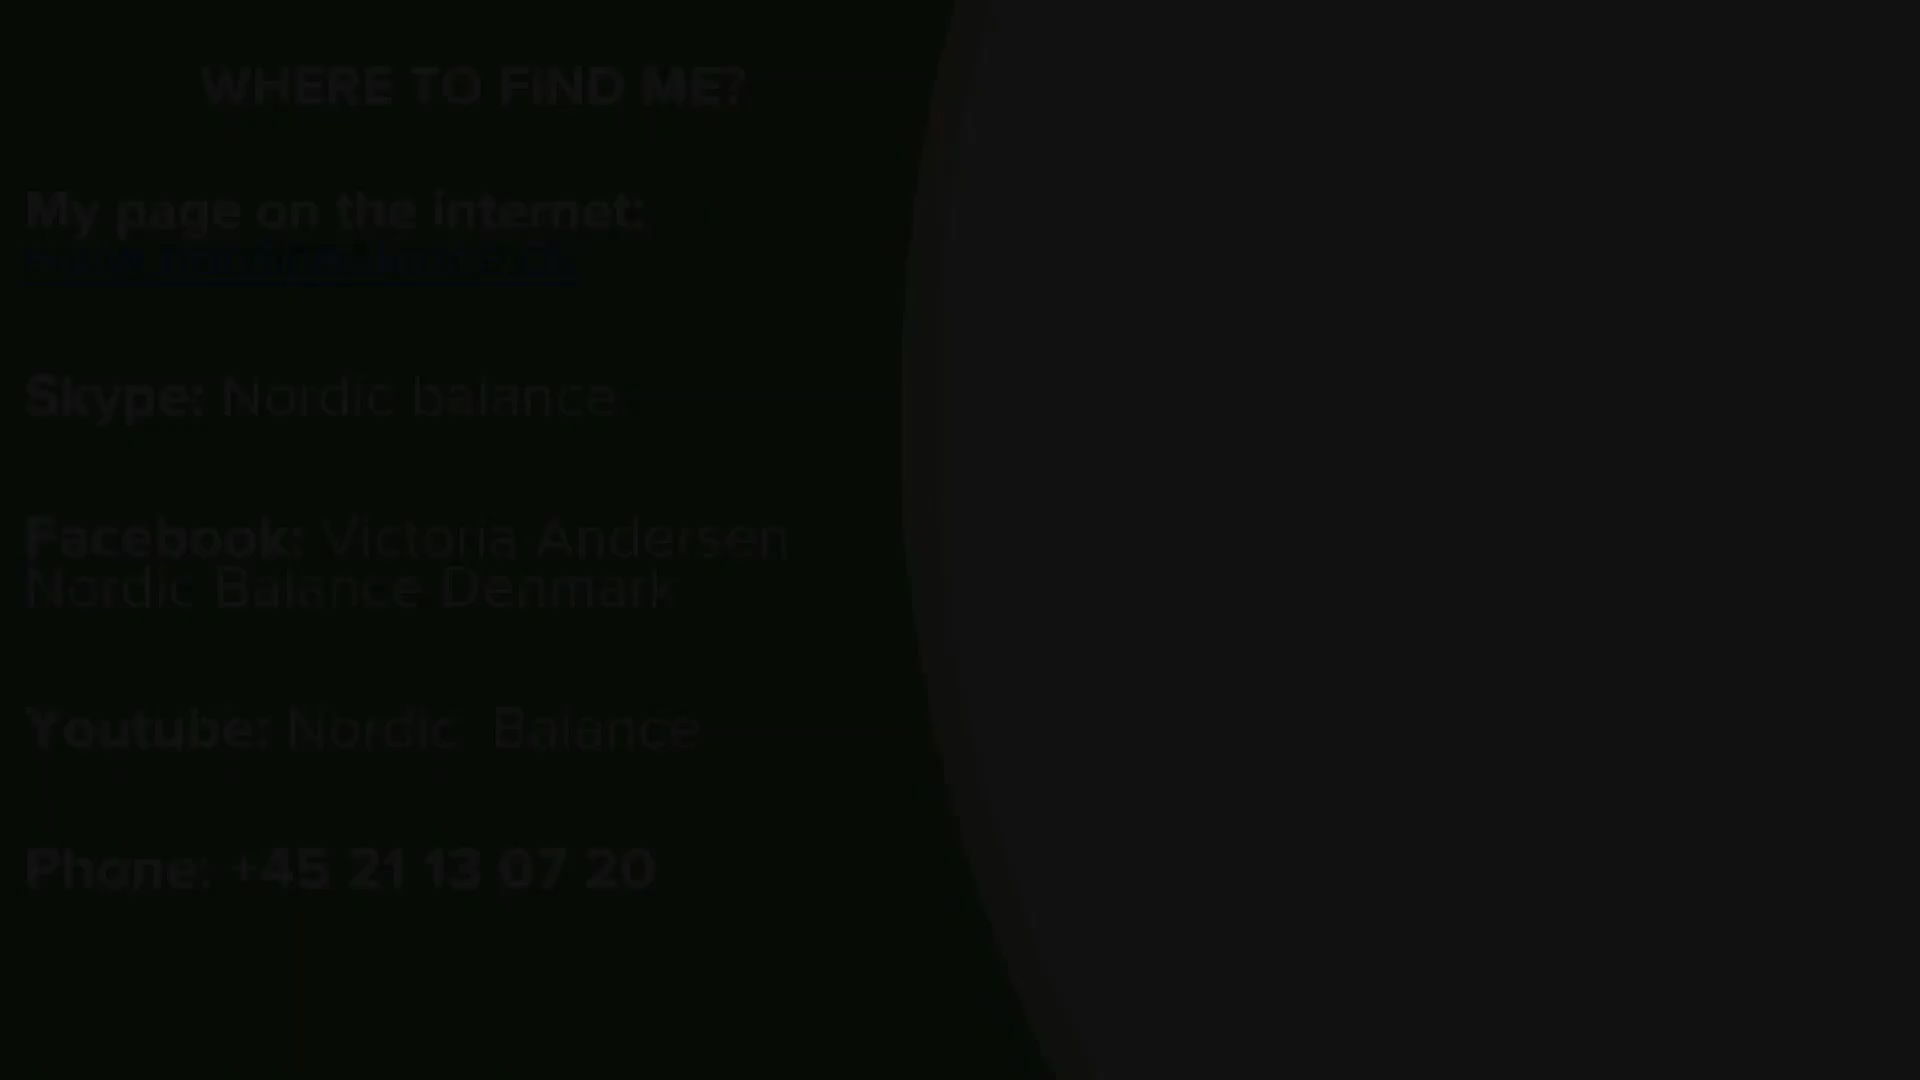 WHERE TO FIND ME?
My page on the internet:
Skype: Nordic balance.
Facebook: Victoria Andersen
Nordic Balance Denmark
Youtube: Nordic Balance
Phone: +45 21 13 07 20